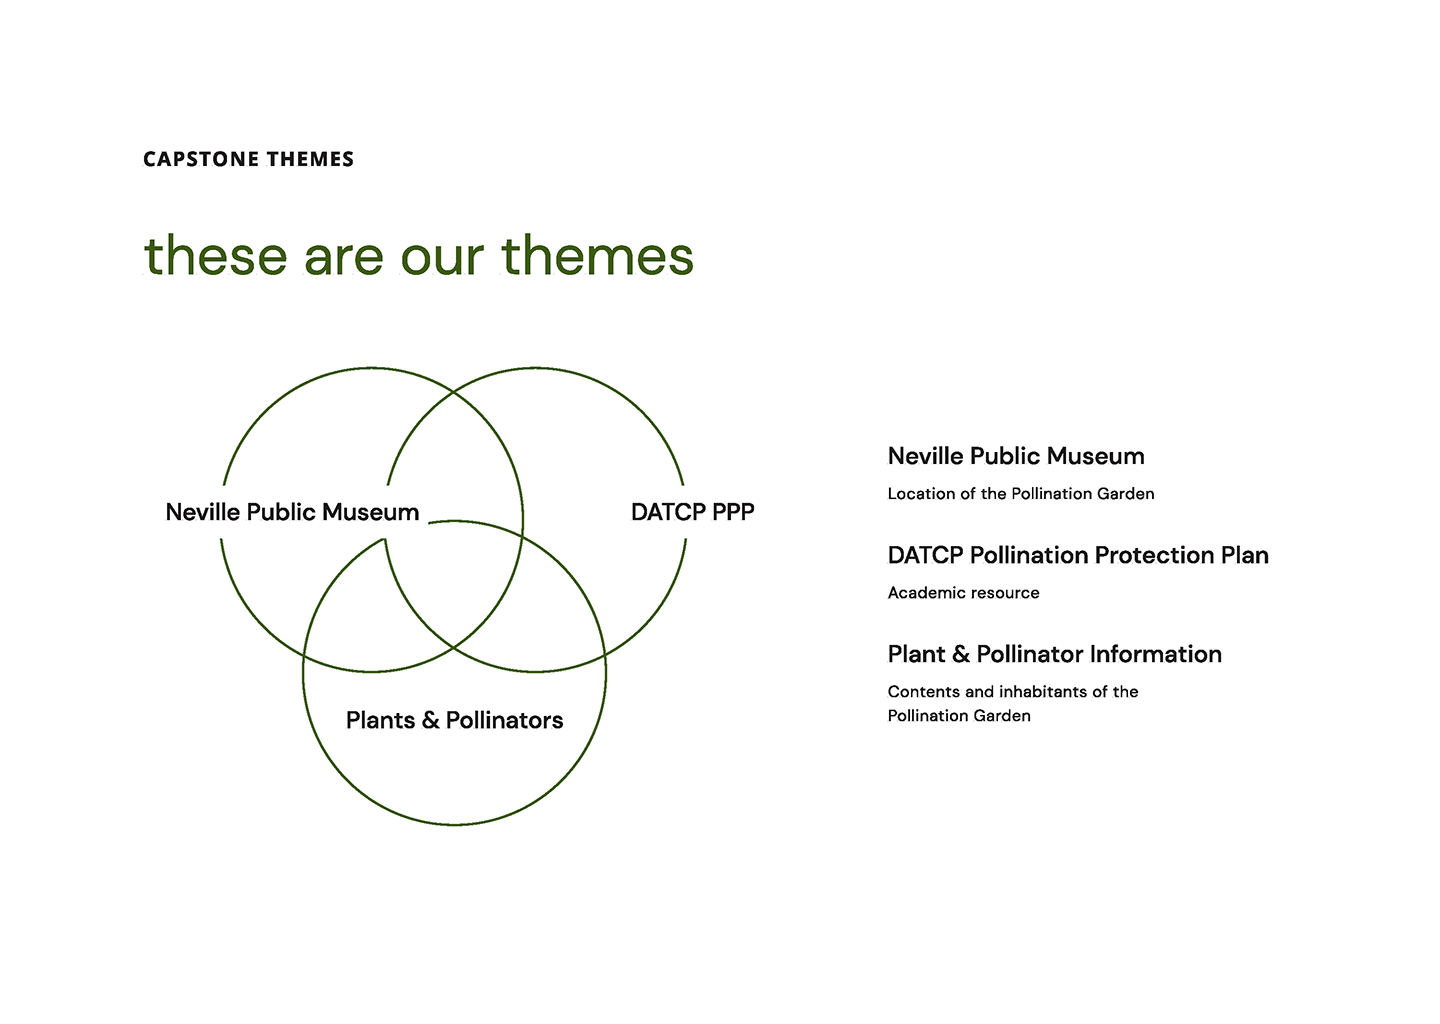 CAPSTONE THEMES
these are our themes
Neville Public Museum
DATCP PPP
Plants & Pollinators
Neville Public Museum
Location of the Pollination Garden
DATCP Pollination Protection Plan
Academic resource
Plant & Pollinator Information
Contents and inhabitants of the
Pollination Garden